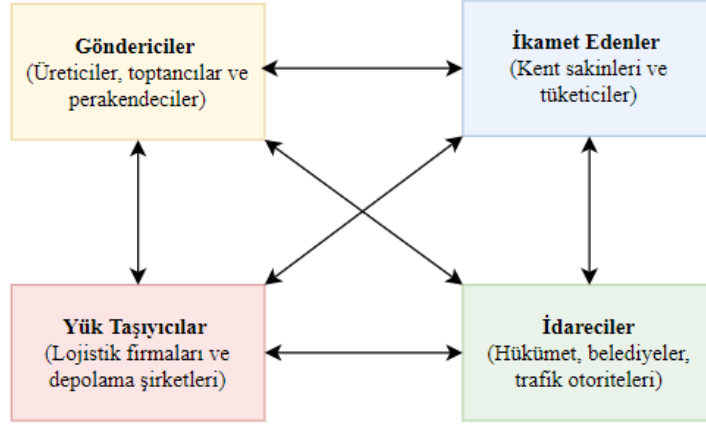 Göndericiler
(Üreticiler, toptancılar ve
perakendeciler)
İkamet Edenler
(Kent sakinleri ve
tüketiciler)
Yük Taşıyıcılar
(Lojistik firmaları ve
depolama şirketleri)
İdareciler
(Hükümet, belediyeler,
trafik otoriteleri)